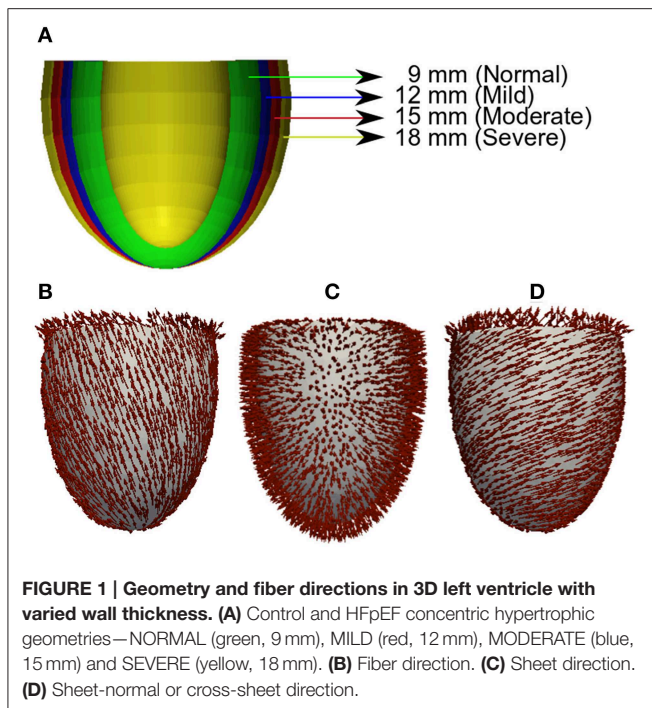 A
9 mm (Normal)
12 mm (Mild)
15 mm (Moderate)
18 mm (Severe)
B
C
D
FIGURE 1 | Geometry and fiber directions in 3D left ventricle with
varied wall thickness. (A) Control and HFpEF concentric hypertrophic
geometries—NORMAL (green, 9 mm), MILD (red, 12 mm), MODERATE (blue,
15 mm) and SEVERE (yellow, 18 mm). (B) Fiber direction. (C) Sheet direction.
(D) Sheet-normal or cross-sheet direction.